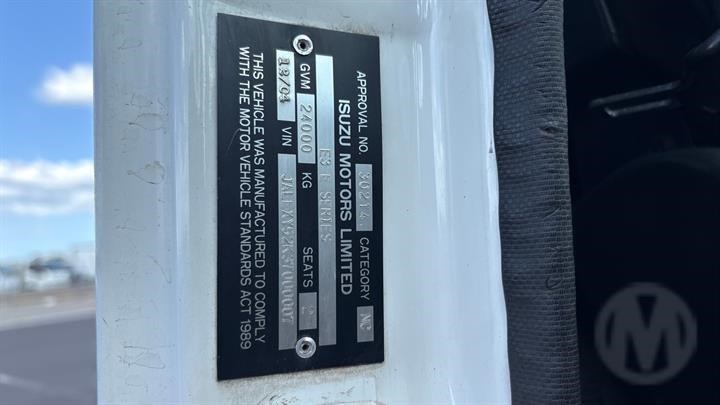 APPROVAL NO. 30214 CATEGORY NC
ISUZU MOTORS LIMITED
SERIES
GVM 24000 KG SEATS 2
12/04 VIN
THIS VEHICLE WAS MANUFACTURED TO COMPLY
WITH THE MOTOR VEHICLE STANDARDS ACT 1989
M